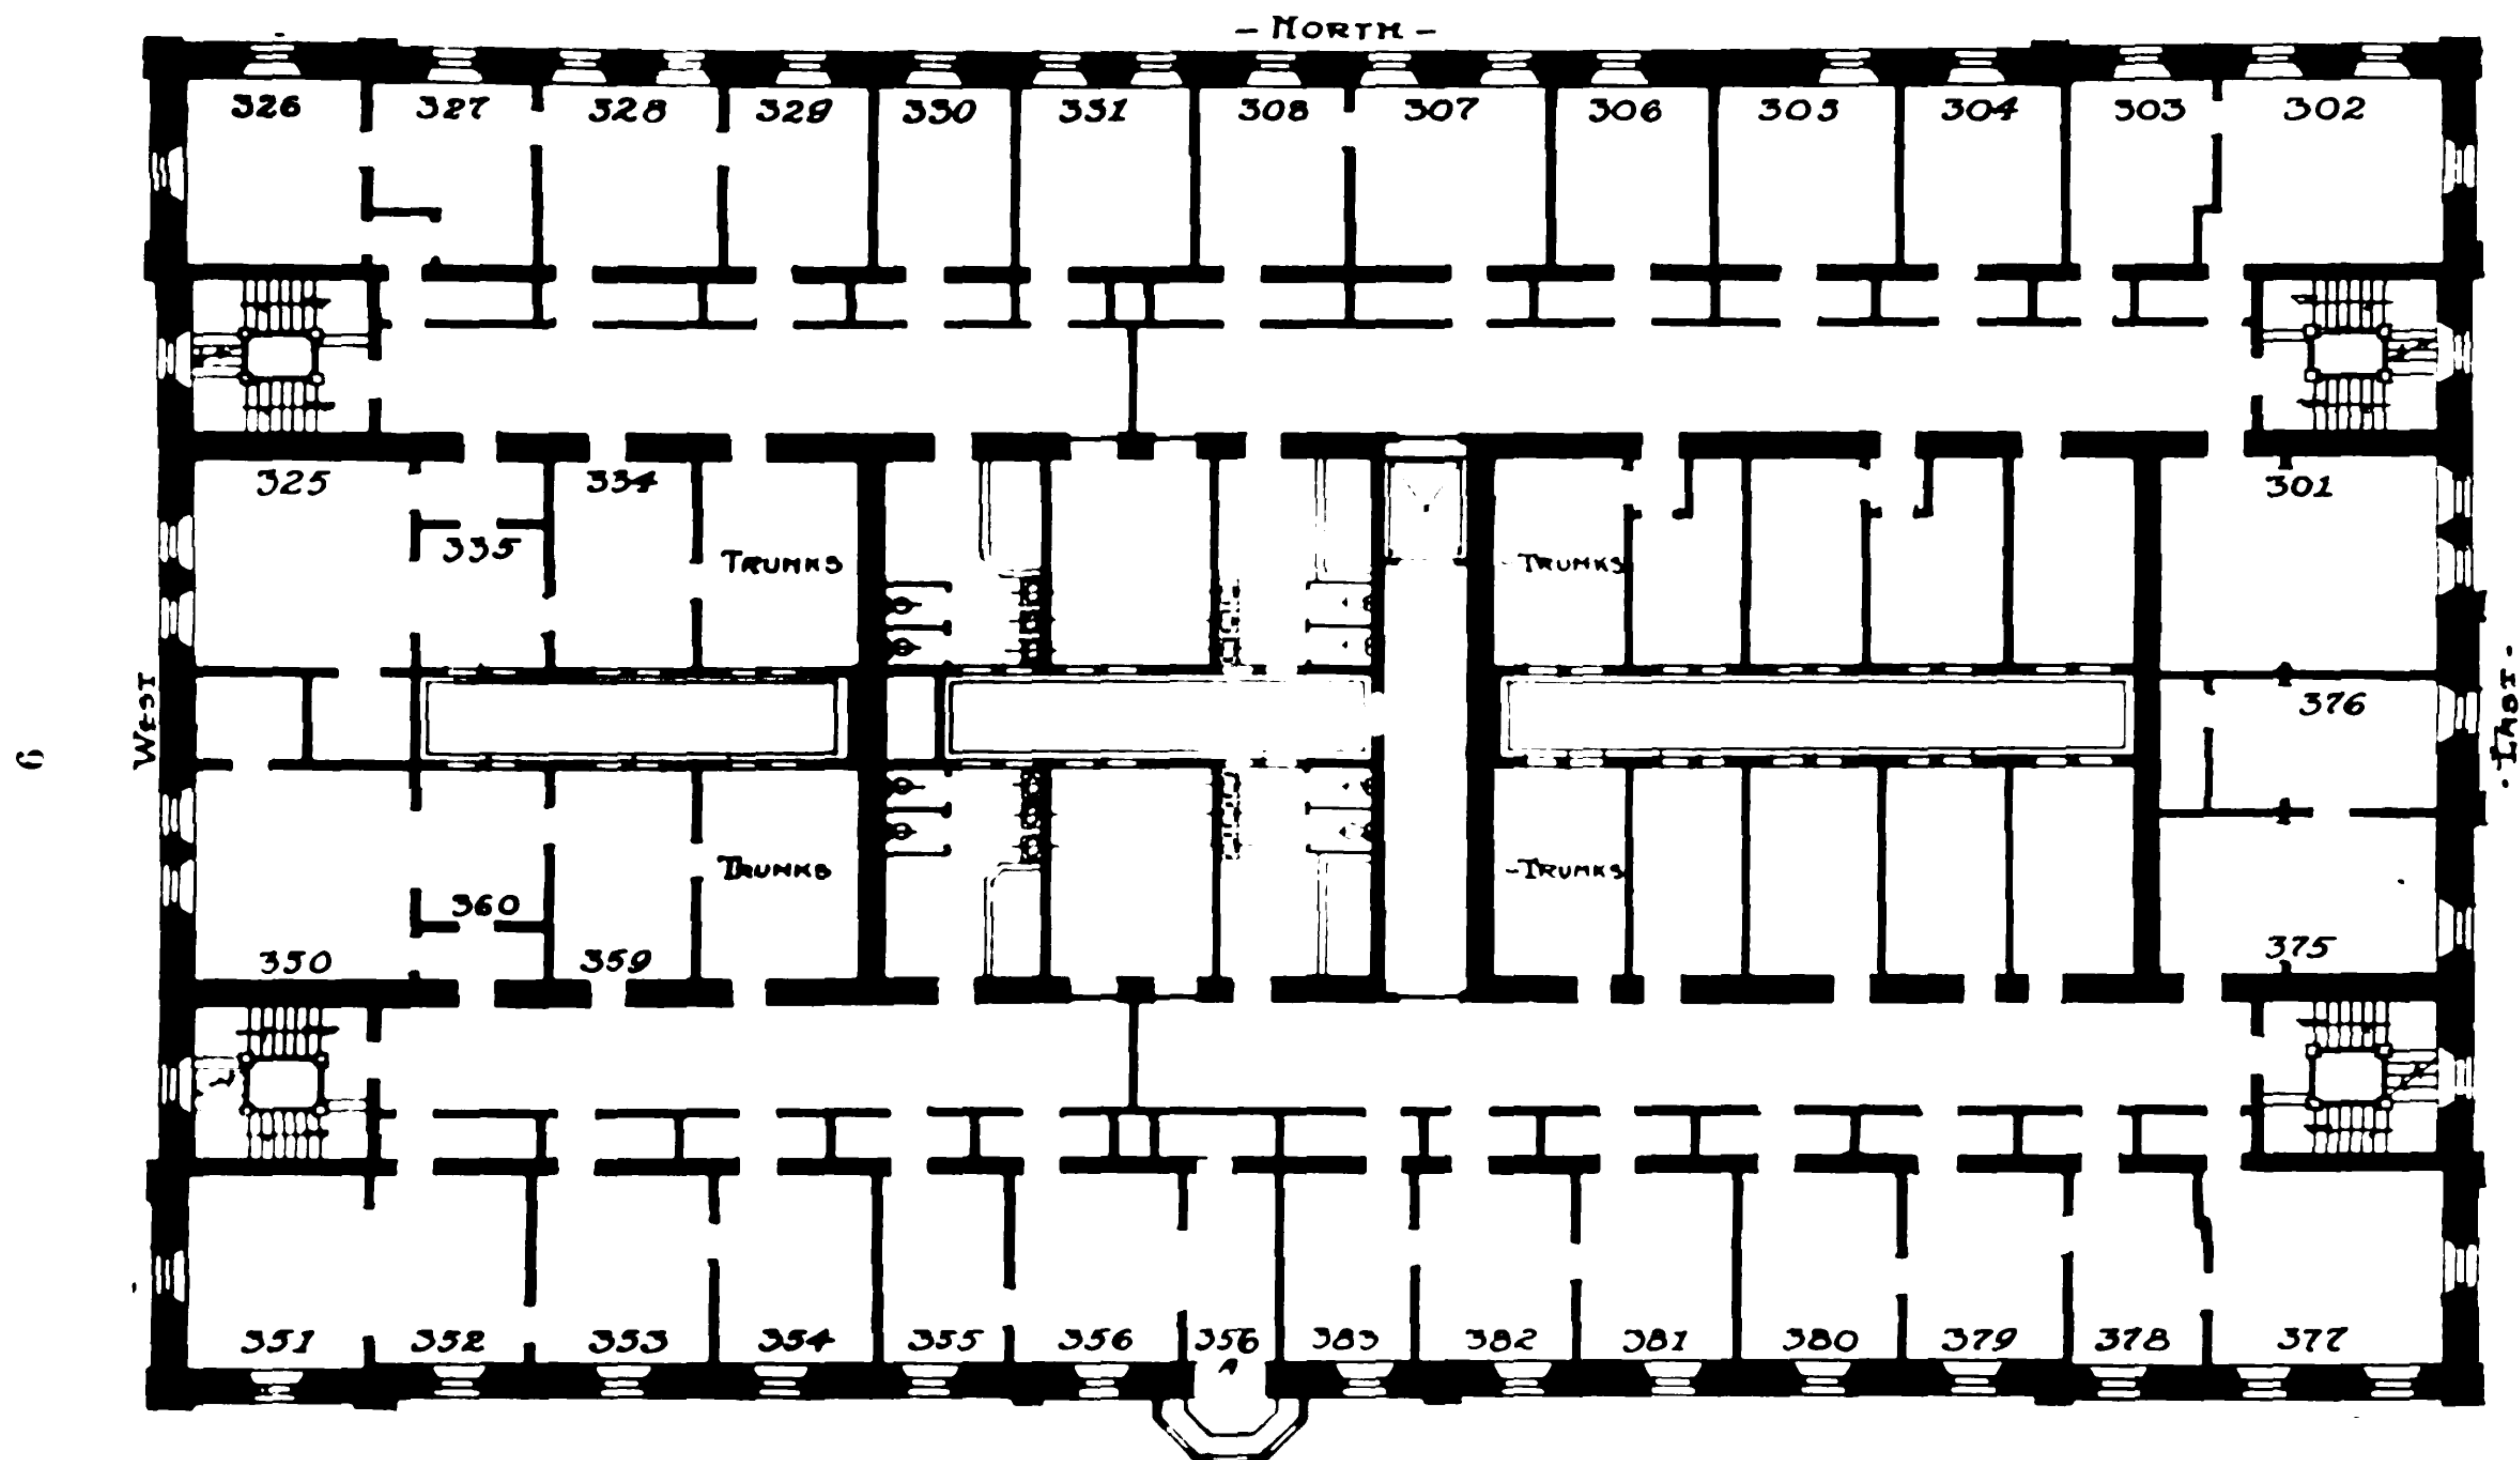 - NORTH -
326 327 328 329 330 331 308 307 306 305 304 303 302
325 334 301
335 TRUNKS TRUNKS
WEST 376 - EAST -
6
TRUNKS - TRUNKS
360
350 359 375
351 352 353 354 355 356 356 A 383 382 381 380 379 378 377